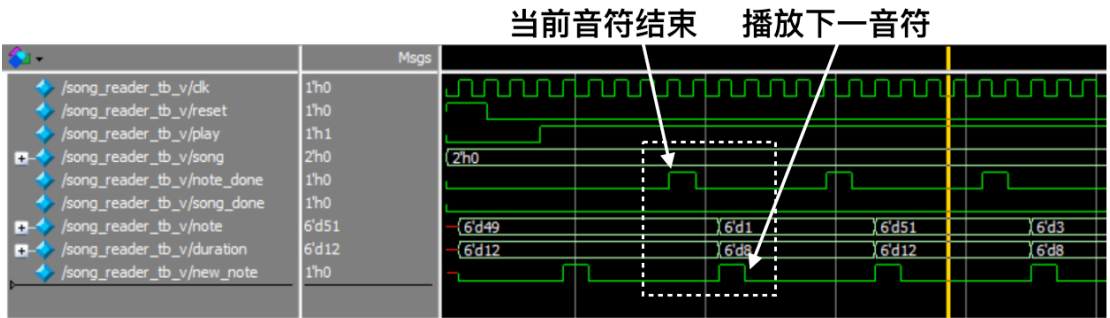 当前音符结束 播放下一音符
Msgs
/song_reader_tb_v/clk 1'h0
/song_reader_tb_v/reset 1'h0
/song_reader_tb_v/play 1'h1
/song_reader_tb_v/song 2'h0 2'h0
/song_reader_tb_v/note_done 1'h0
/song_reader_tb_v/song_done 1'h0
/song_reader_tb_v/note 6'd51 6'd49 6'd1 6'd51 6'd3
/song_reader_tb_v/duration 6'd12 6'd12 6'd8 6'd12 6'd8
/song_reader_tb_v/new_note 1'h0